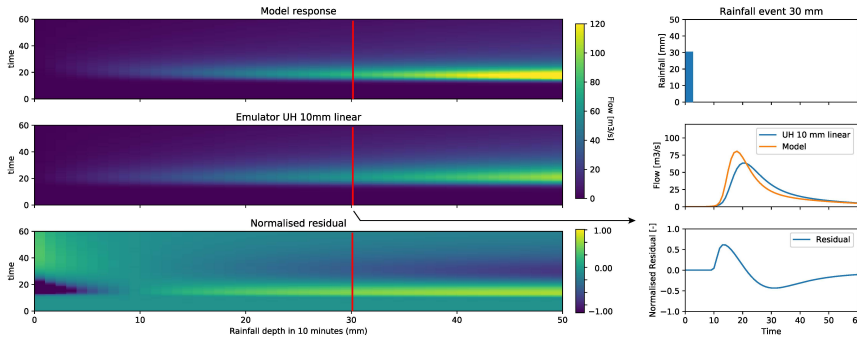 Model response
60
40
20
0
time
120
100
80
60
40
20
0
Flow [m3/s]
Emulator UH 10mm linear
60
40
20
0
time
Normalised residual
60
40
20
0
time
1.00
0.00
−1.00
0 10 20 30 40 50
Rainfall depth in 10 minutes (mm)
Rainfall event 30 mm
50
40
30
20
10
0
Rainfall [mm]
100
75
50
25
0
Flow [m3/s]
UH 10 mm linear
Model
1.0
0.5
0.0
−0.5
−1.0
Normalised Residual [-]
Residual
0 10 20 30 40 50 60
Time